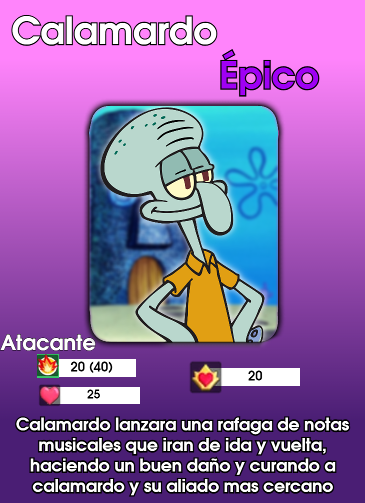 Calamardo
Épico
Atacante
20 (40)
20
25
Calamardo lanzara una rafaga de notas
musicales que iran de ida y vuelta,
haciendo un buen daño y curando a
calamardo y su aliado mas cercano